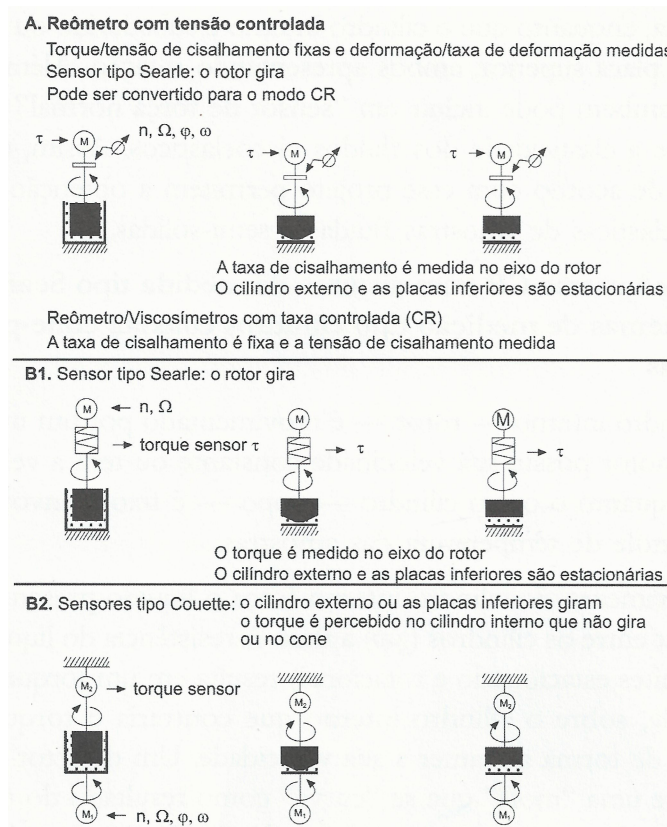 A. Reômetro com tensão controlada
Torque/tensão de cisalhamento fixas e deformação/taxa de deformação medidas
Sensor tipo Searle: o rotor gira
Pode ser convertido para o modo CR
τ M n, Ω, φ, ω
τ M
τ M
A taxa de cisalhamento é medida no eixo do rotor
O cilíndro externo e as placas inferiores são estacionárias
Reômetro/Viscosímetros com taxa controlada (CR)
A taxa de cisalhamento é fixa e a tensão de cisalhamento medida
B1. Sensor tipo Searle: o rotor gira
M n, Ω
M
M
torque sensor τ
τ
τ
O torque é medido no eixo do rotor
O cilíndro externo e as placas inferiores são estacionárias
B2. Sensores tipo Couette: o cilindro externo ou as placas inferiores giram
o torque é percebido no cilindro interno que não gira
ou no cone
M2 torque sensor
M2
M2
M1 n, Ω, φ, ω
M1
M1